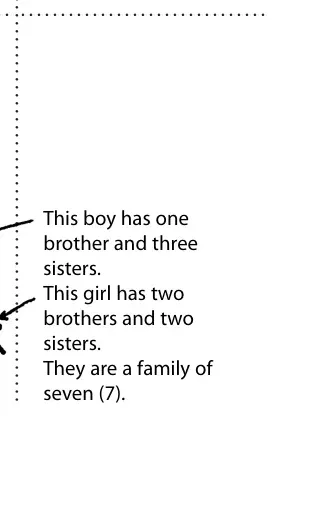 This boy has one
brother and three
sisters.
This girl has two
brothers and two
sisters.
They are a family of
seven (7).